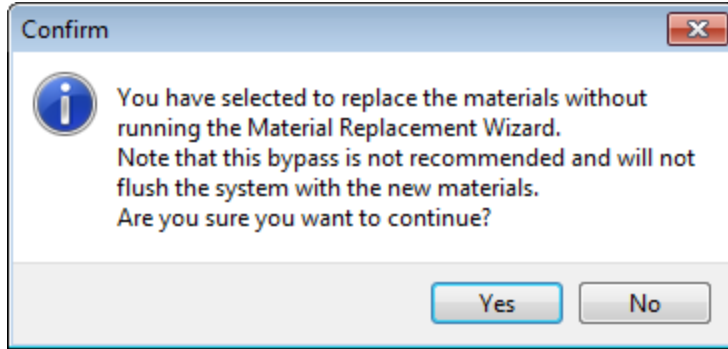 Confirm
You have selected to replace the materials without
running the Material Replacement Wizard.
Note that this bypass is not recommended and will not
flush the system with the new materials.
Are you sure you want to continue?
Yes No